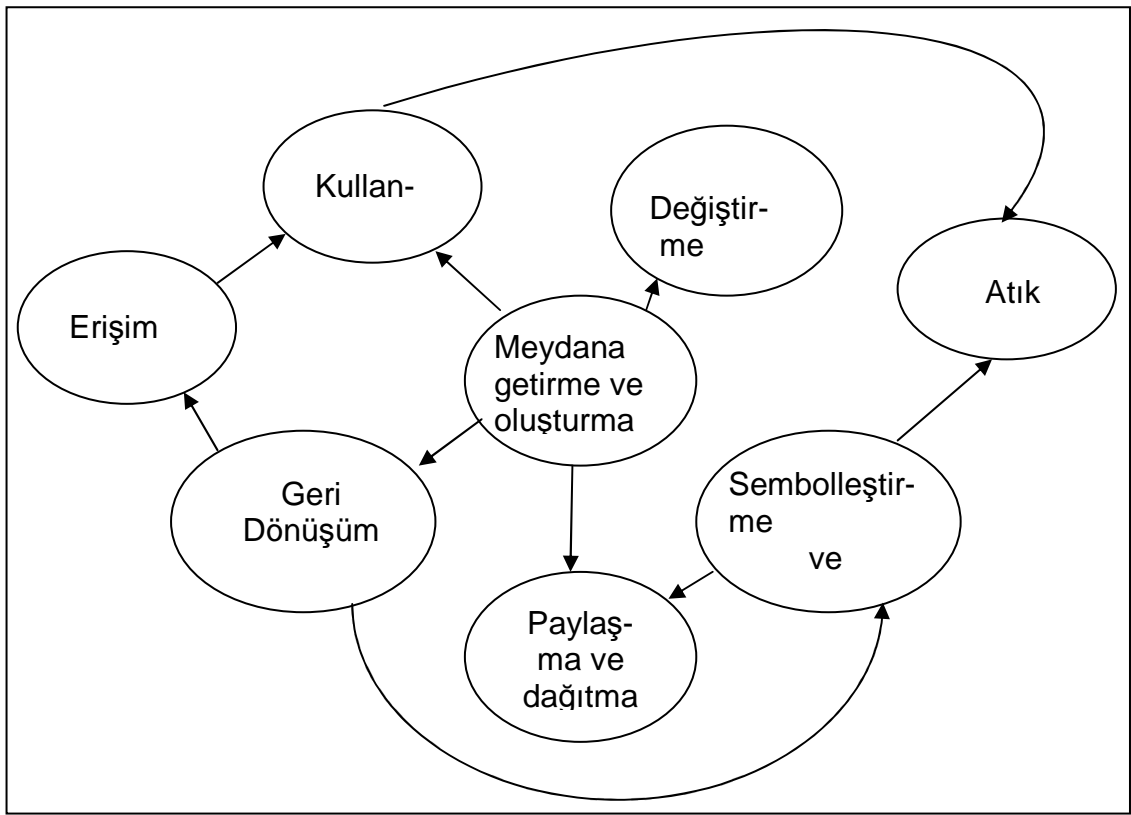 Kullan-
Değiştir-
me
Atık
Erişim
Meydana
getirme ve
oluşturma
Geri
Dönüşüm
Sembolleştir-
me
ve
Paylaş-
ma ve
dağıtma